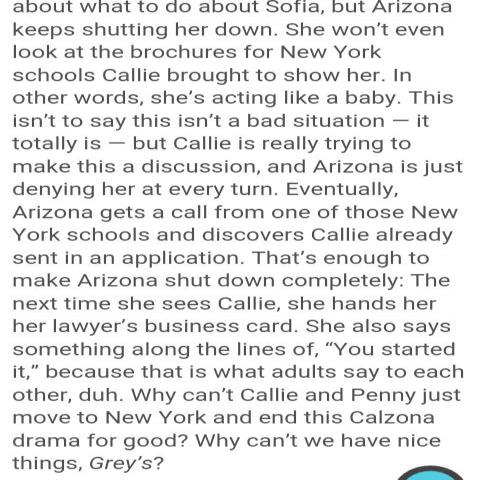 about what to do about Sofia, but Arizona
keeps shutting her down. She won’t even
look at the brochures for New York
schools Callie brought to show her. In
other words, she’s acting like a baby. This
isn’t to say this isn’t a bad situation — it
totally is — but Callie is really trying to
make this a discussion, and Arizona is just
denying her at every turn. Eventually,
Arizona gets a call from one of those New
York schools and discovers Callie already
sent in an application. That’s enough to
make Arizona shut down completely: The
next time she sees Callie, she hands her
her lawyer’s business card. She also says
something along the lines of, “You started
it,” because that is what adults say to each
other, duh. Why can’t Callie and Penny just
move to New York and end this Calzona
drama for good? Why can’t we have nice
things, Grey’s?